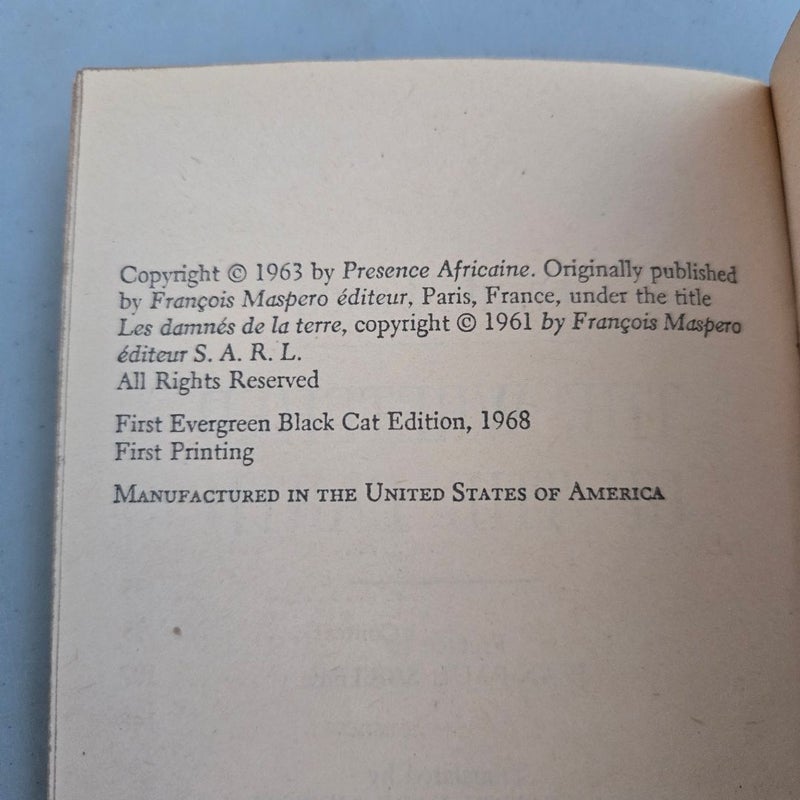 Copyright © 1963 by Presence Africaine. Originally published
by François Maspero éditeur, Paris, France, under the title
Les damnés de la terre, copyright © 1961 by François Maspero
éditeur S. A. R. L.
All Rights Reserved
First Evergreen Black Cat Edition, 1968
First Printing
MANUFACTURED IN THE UNITED STATES OF AMERICA